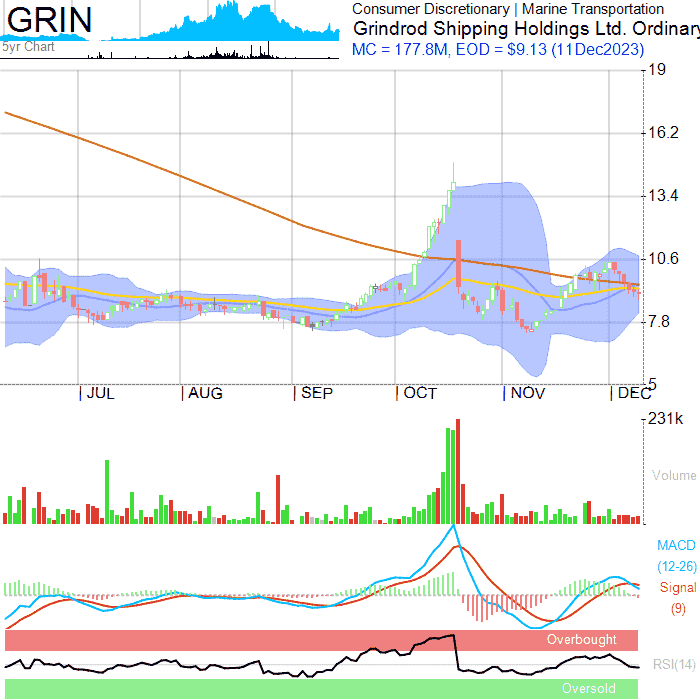 GRIN
5yr Chart
Consumer Discretionary | Marine Transportation
Grindrod Shipping Holdings Ltd. Ordinary
MC = 177.8M, EOD = $9.13 (11Dec2023)
19
16.2
13.4
10.6
7.8
5
JUL
AUG
SEP
OCT
NOV
DEC
231k
Volume
MACD
(12-26)
Signal
(9)
Overbought
RSI(14)
Oversold